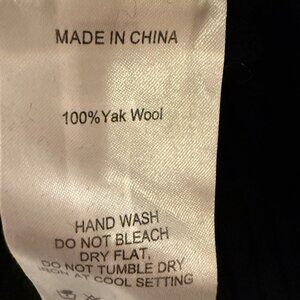 MADE IN CHINA
100%Yak Wool
HAND WASH
DO NOT BLEACH
DRY FLAT,
DO NOT TUMBLE DRY
IRON AT COOL SETTING